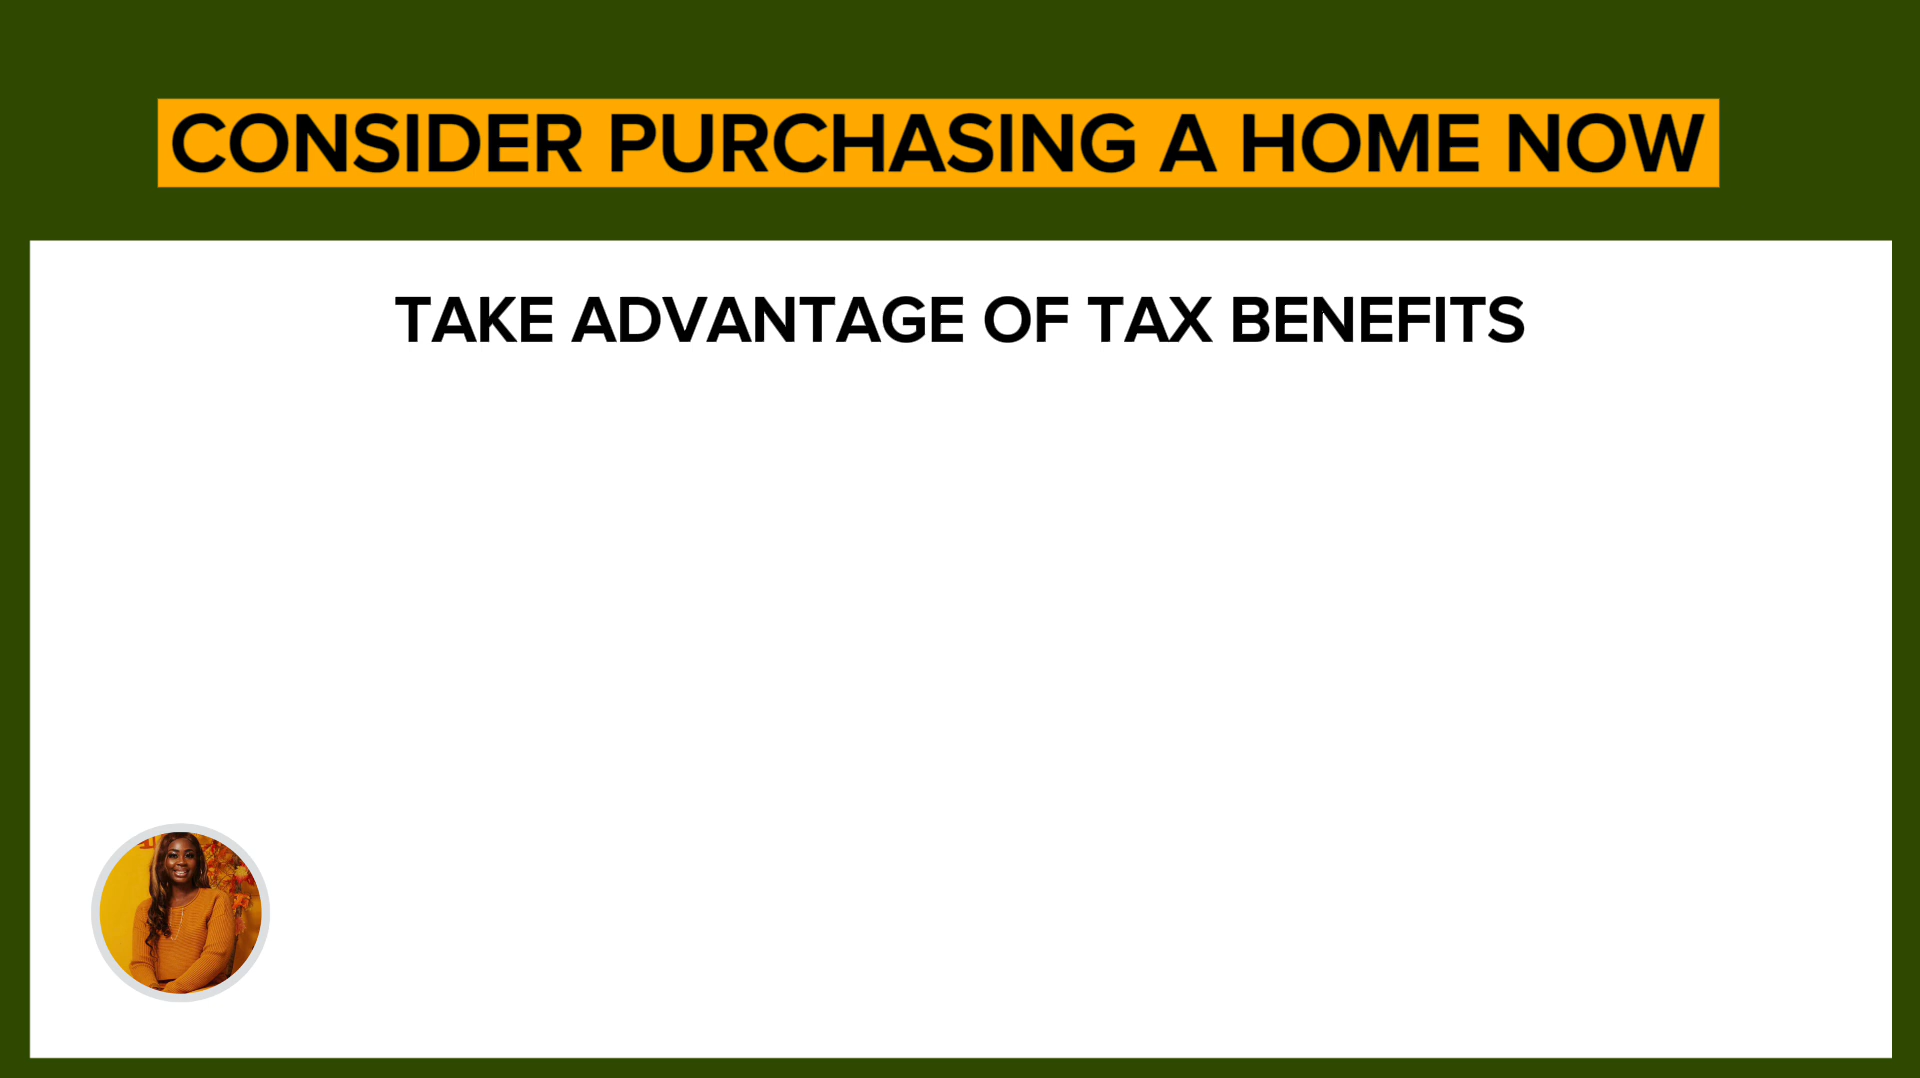 CONSIDER PURCHASING A HOME NOW
TAKE ADVANTAGE OF TAX BENEFITS